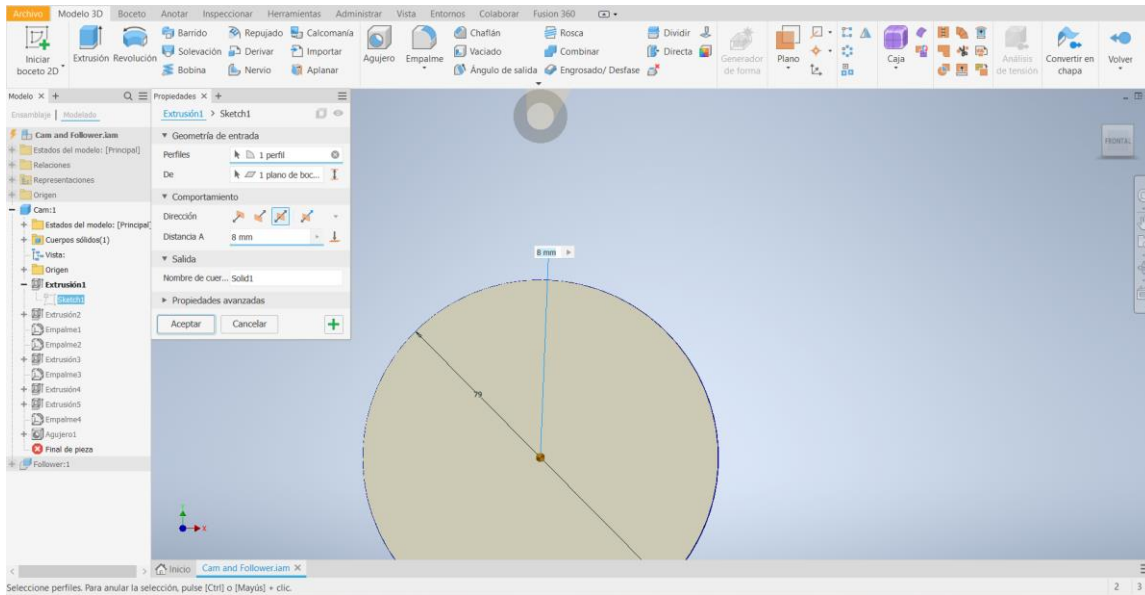 Archivo Modelo 3D Boceto Anotar Inspeccionar Herramientas Administrar Vista Entornos Colaborar Fusion 360
Barrido Repujado Calcomanía Chaflán Rosca Dividir
Solevación Derivar Importar Vaciado Combinar Directa
Iniciar boceto 2D Extrusión Revolución Bobina Nervio Aplanar Agujero Empalme Ángulo de salida Engrosado/ Desfase Generador de forma Plano Caja Análisis de tensión Convertir en chapa Volver
Modelo × + Propiedades × +
Ensamblaje | Modelado Extrusión1 > Sketch1
FRONTAL
Cam and Follower.iam
Estados del modelo: [Principal]
Relaciones
Representaciones
Origen
Cam:1
Estados del modelo: [Principal]
Cuerpos sólidos(1)
Vista:
Origen
Extrusión1
Sketch1
Extrusión2
Empalme1
Empalme2
Extrusión3
Empalme3
Extrusión4
Extrusión5
Empalme4
Agujero1
Final de pieza
Follower:1
Geometría de entrada
Perfiles 1 perfil
De 1 plano de boc...
Comportamiento
Dirección
Distancia A 8 mm
Salida
Nombre de cuer... Solid1
Propiedades avanzadas
Aceptar Cancelar +
8 mm
79
X
Inicio Cam and Follower.iam ×
Seleccione perfiles. Para anular la selección, pulse [Ctrl] o [Mayús] + clic. 2 3